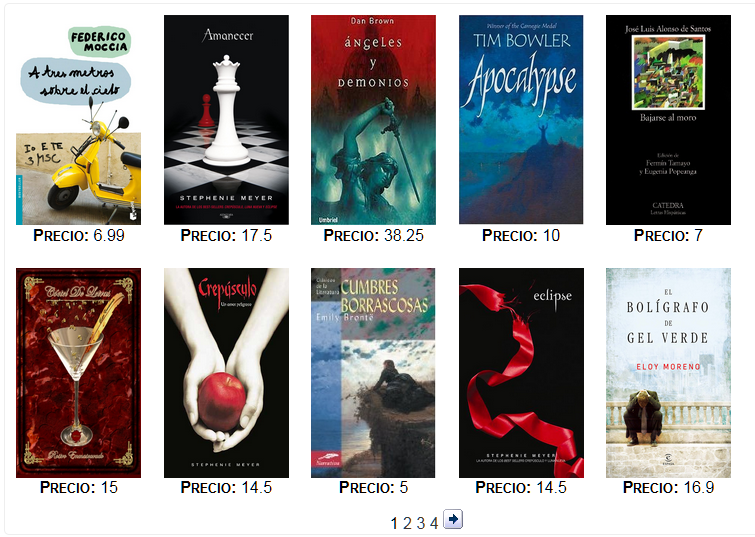 FEDERICO
MOCCIA
A tres metros
sobre el cielo
Io E TE
3 MSC
PRECIO: 6.99
Amanecer
STEPHENIE MEYER
PRECIO: 17.5
Dan Brown
ÁNGELES
Y
DEMONIOS
Umbriel
PRECIO: 38.25
Winner of the Carnegie Medal
TIM BOWLER
Apocalypse
PRECIO: 10
José Luis Alonso de Santos
Bajarse al moro
Edición de
Fermín Tamayo
y Eugenia Popeanga
CATEDRA
Letras Hispánicas
PRECIO: 7
Cóctel De Letras
PRECIO: 15
Crepúsculo
Un amor peligroso
STEPHENIE MEYER
PRECIO: 14.5
Clásicos
de la
Literatura
CUMBRES
BORRASCOSAS
Emily Brontë
Narrativa
PRECIO: 5
eclipse
STEPHENIE MEYER
PRECIO: 14.5
EL
BOLÍGRAFO
DE
GEL VERDE
ELOY MORENO
ESPASA
PRECIO: 16.9
1 2 3 4